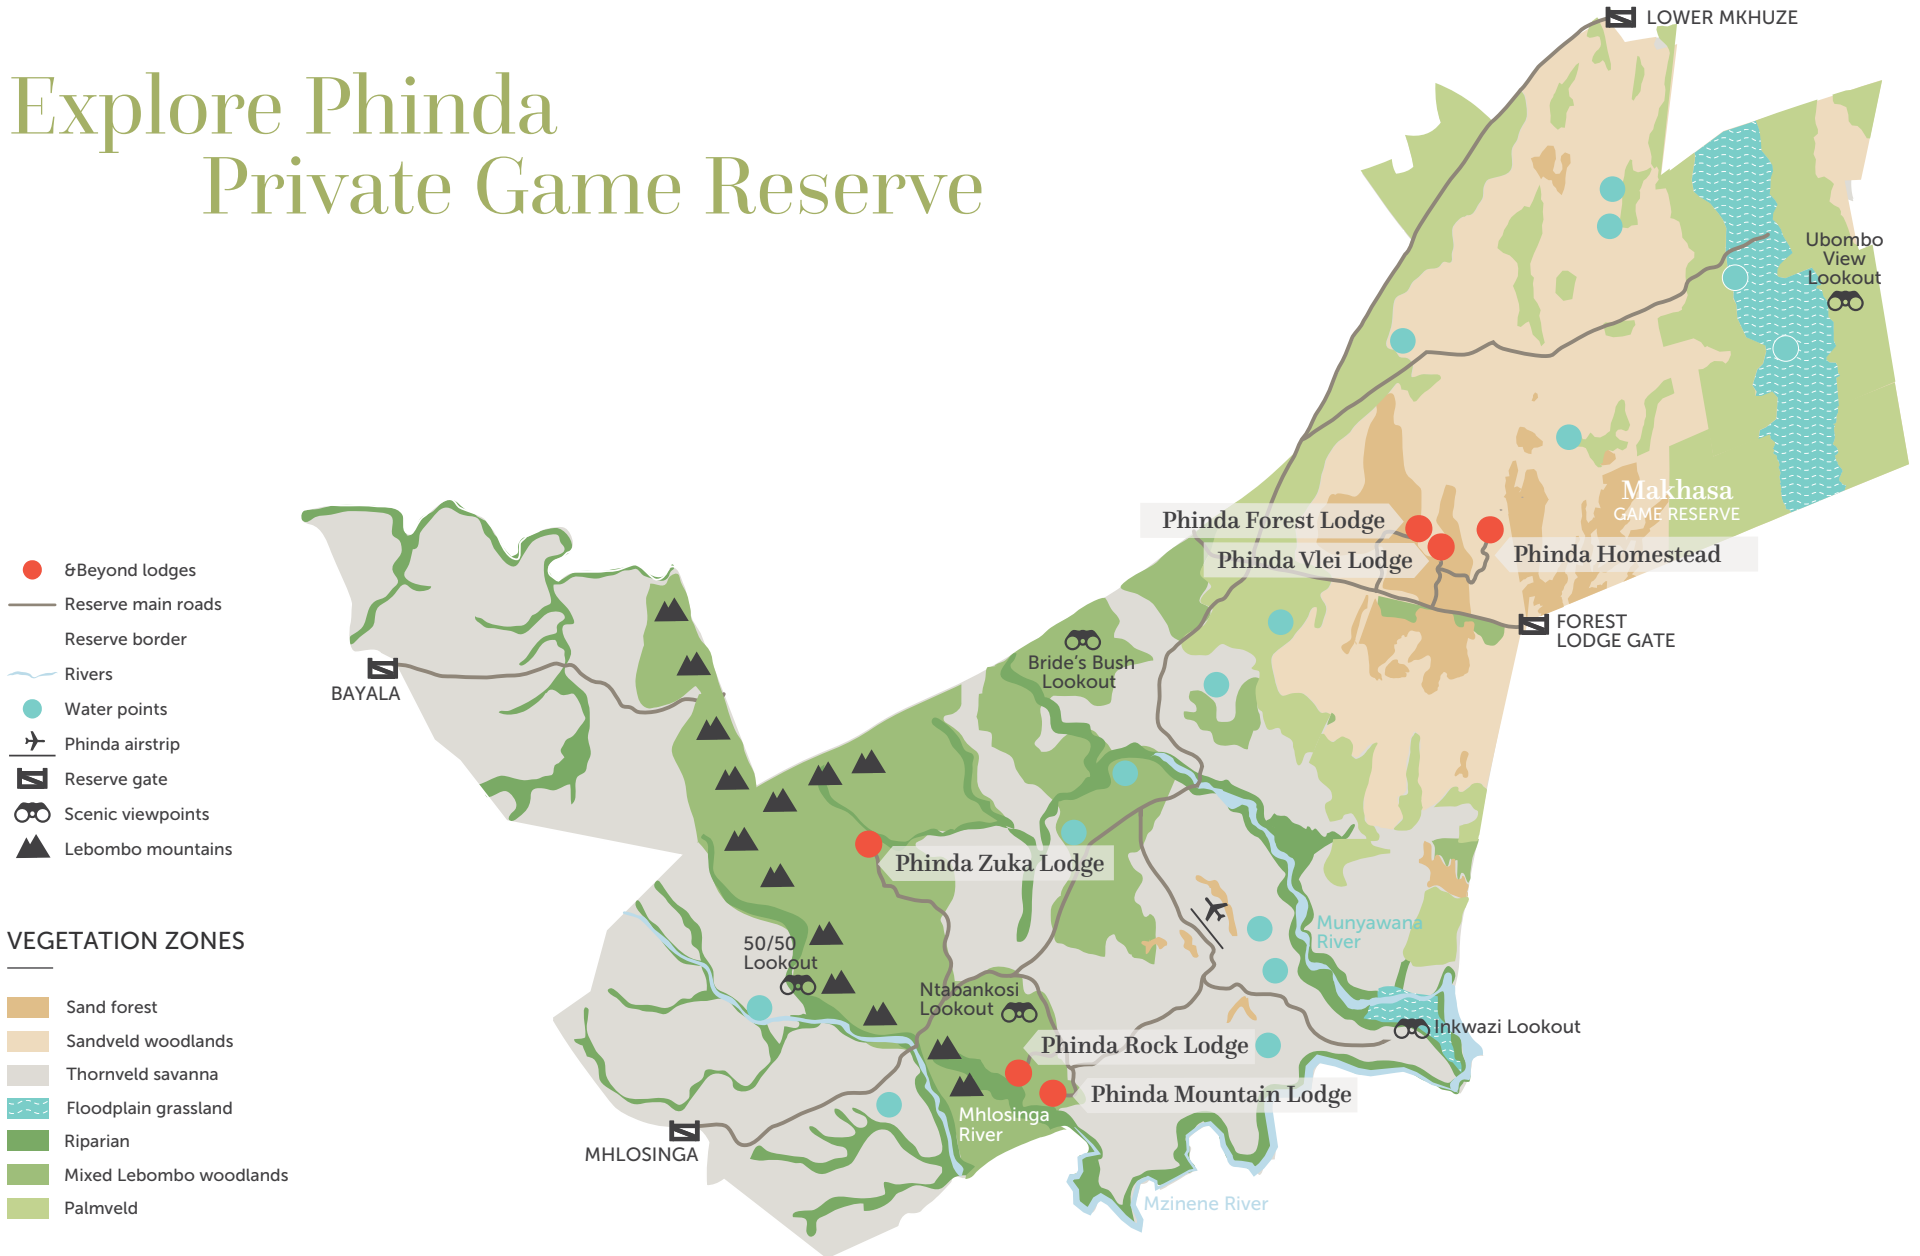 Explore Phinda
Private Game Reserve
LOWER MKHUZE
Ubombo
View
Lookout
Makhasa
GAME RESERVE
Phinda Forest Lodge
Phinda Vlei Lodge
Phinda Homestead
FOREST
LODGE GATE
Bride's Bush
Lookout
BAYALA
Phinda Zuka Lodge
50/50
Lookout
Munyawana
River
Ntabankosi
Lookout
Inkwazi Lookout
Phinda Rock Lodge
Phinda Mountain Lodge
Mhlosinga
River
MHLOSINGA
Mzinene River
&Beyond lodges
Reserve main roads
Reserve border
Rivers
Water points
Phinda airstrip
Reserve gate
Scenic viewpoints
Lebombo mountains
VEGETATION ZONES
Sand forest
Sandveld woodlands
Thornveld savanna
Floodplain grassland
Riparian
Mixed Lebombo woodlands
Palmveld